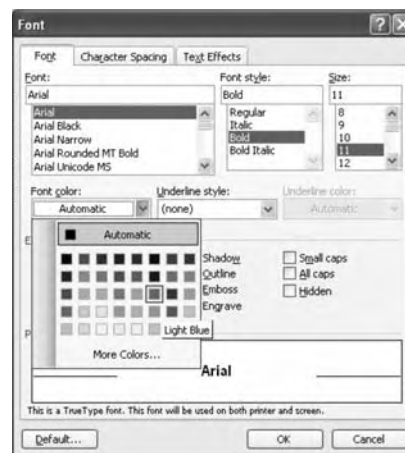 Font
Font Character Spacing Text Effects
Font: Font style: Size:
Arial Bold 11
Arial Regular 8
Arial Black Italic 9
Arial Narrow Bold 10
Arial Rounded MT Bold Bold Italic 11
Arial Unicode MS 12
Font color: Underline style: Underline color:
Automatic (none) Automatic
Automatic
E
Shadow Small caps
Outline All caps
Emboss Hidden
Engrave
P
Light Blue
More Colors...
Arial
This is a TrueType font. This font will be used on both printer and screen.
Default... OK Cancel